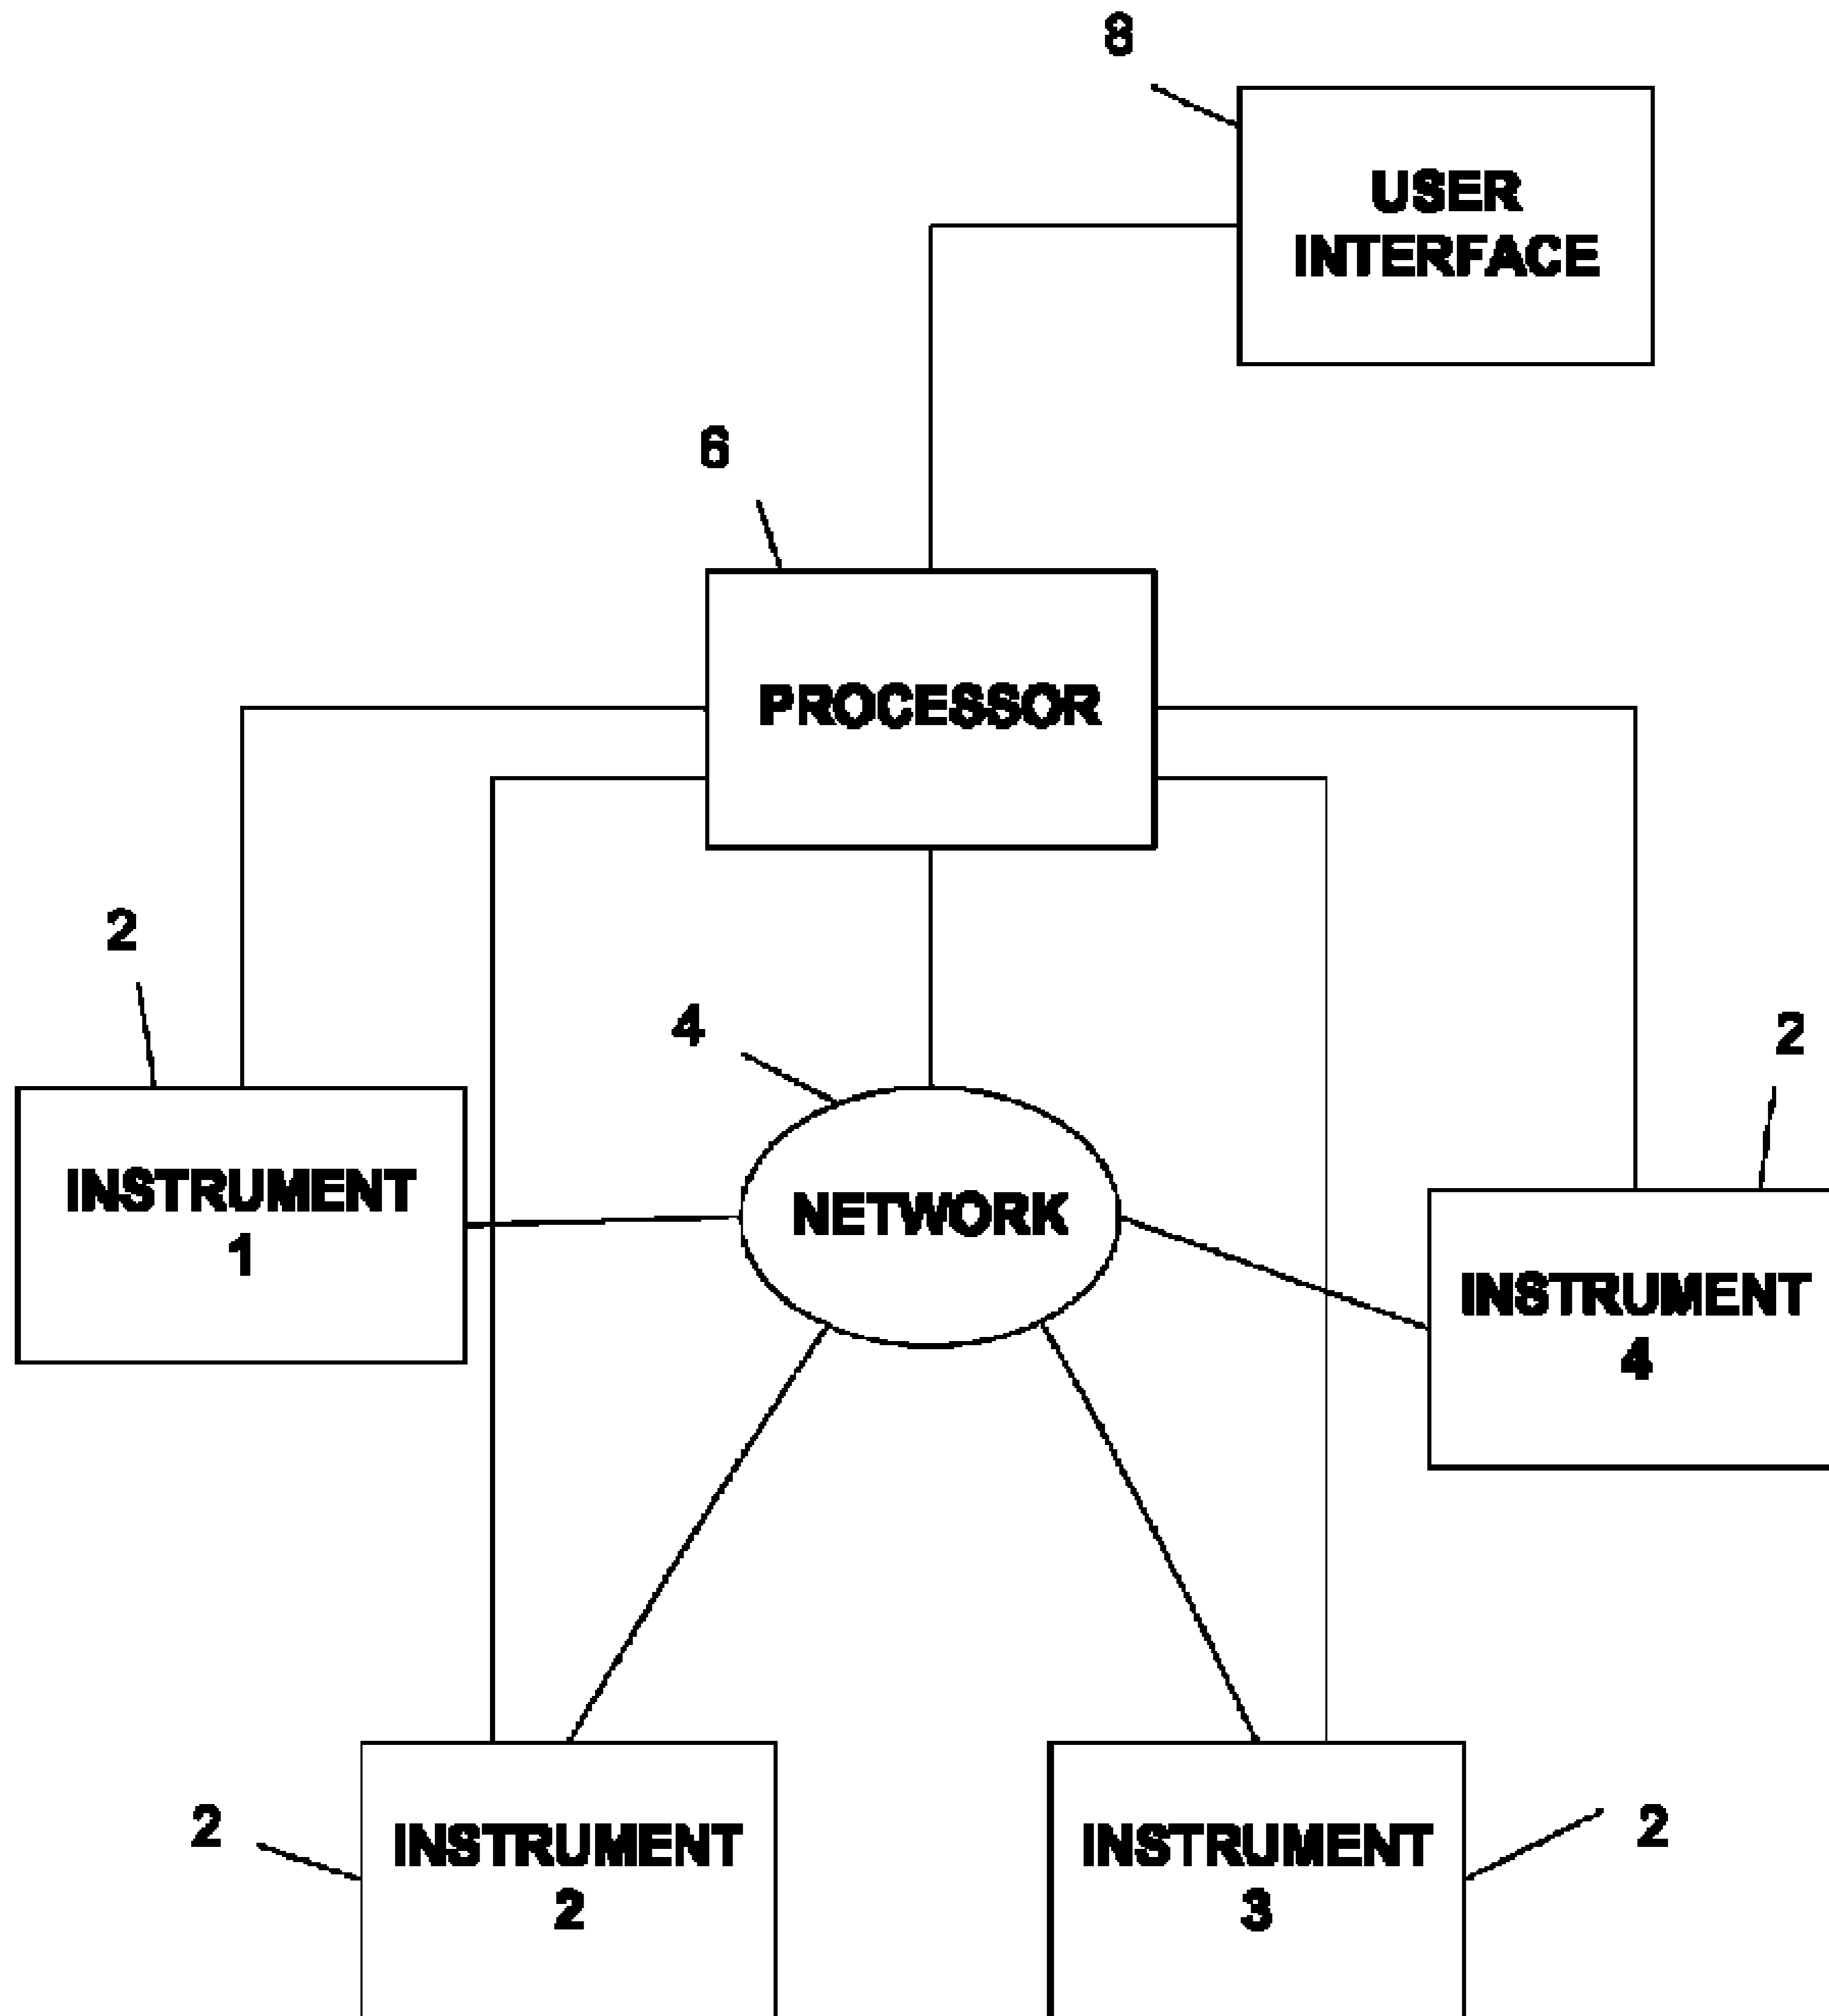 8
USER
INTERFACE
6
PROCESSOR
2
4
2
INSTRUMENT
1
NETWORK
INSTRUMENT
4
2
INSTRUMENT
2
INSTRUMENT
3
2